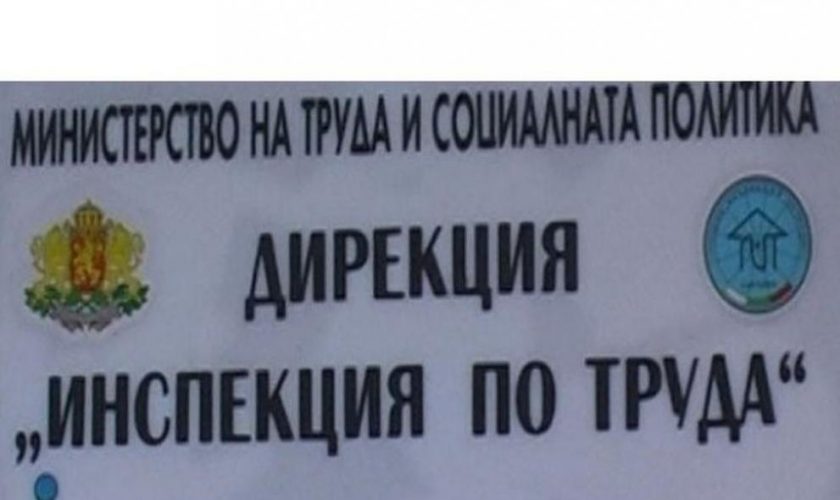 МИНИСТЕРСТВО НА ТРУДА И СОЦИАЛНАТА ПОЛИТИКА
ДИРЕКЦИЯ
„ИНСПЕКЦИЯ ПО ТРУДА“